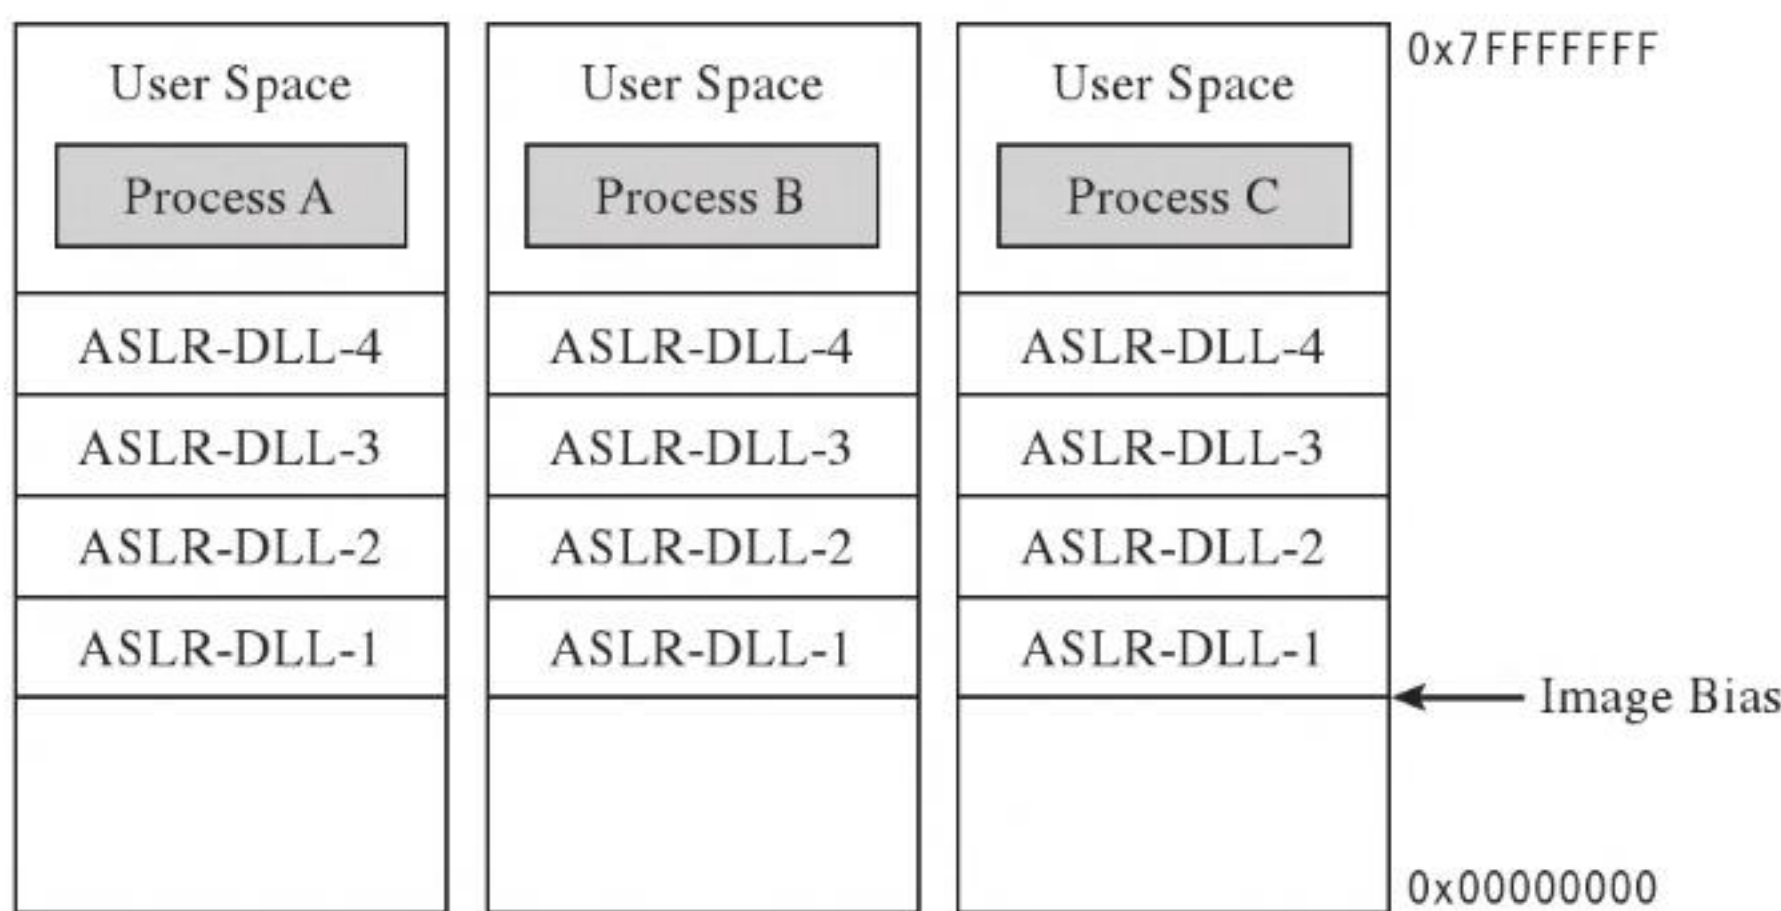 User Space
Process A
ASLR-DLL-4
ASLR-DLL-3
ASLR-DLL-2
ASLR-DLL-1
User Space
Process B
ASLR-DLL-4
ASLR-DLL-3
ASLR-DLL-2
ASLR-DLL-1
User Space
Process C
ASLR-DLL-4
ASLR-DLL-3
ASLR-DLL-2
ASLR-DLL-1
0x7FFFFFFF
Image Bias
0x00000000